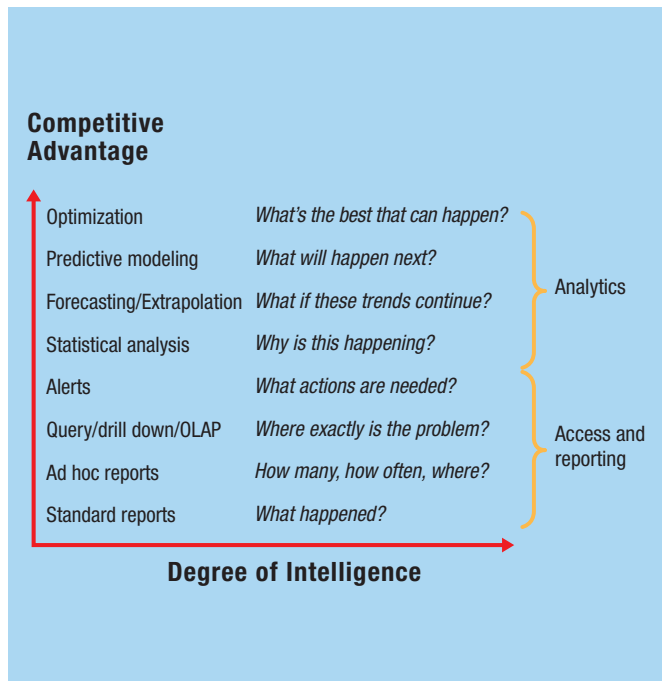 Competitive
Advantage
Optimization What's the best that can happen?
Predictive modeling What will happen next?
Forecasting/Extrapolation What if these trends continue?
Analytics
Statistical analysis Why is this happening?
Alerts What actions are needed?
Query/drill down/OLAP Where exactly is the problem?
Access and
reporting
Ad hoc reports How many, how often, where?
Standard reports What happened?
Degree of Intelligence